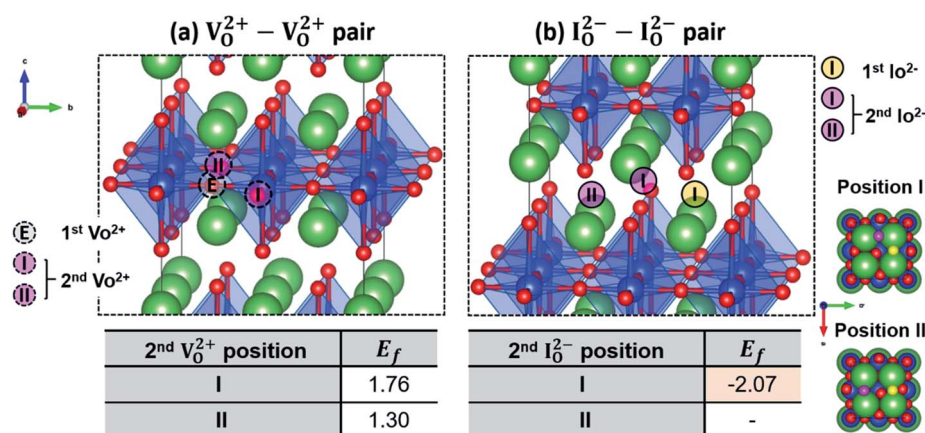 (a) V_O^{2+} – V_O^{2+} pair
(b) I_O^{2−} – I_O^{2−} pair
c
b
II
E
I
E 1st Vo2+
I
2nd Vo2+
II
I
II
I
I 1st Io2-
I
2nd Io2-
II
Position I
Position II
2nd V_O^{2+} position E_f
I 1.76
II 1.30
2nd I_O^{2−} position E_f
I -2.07
II -